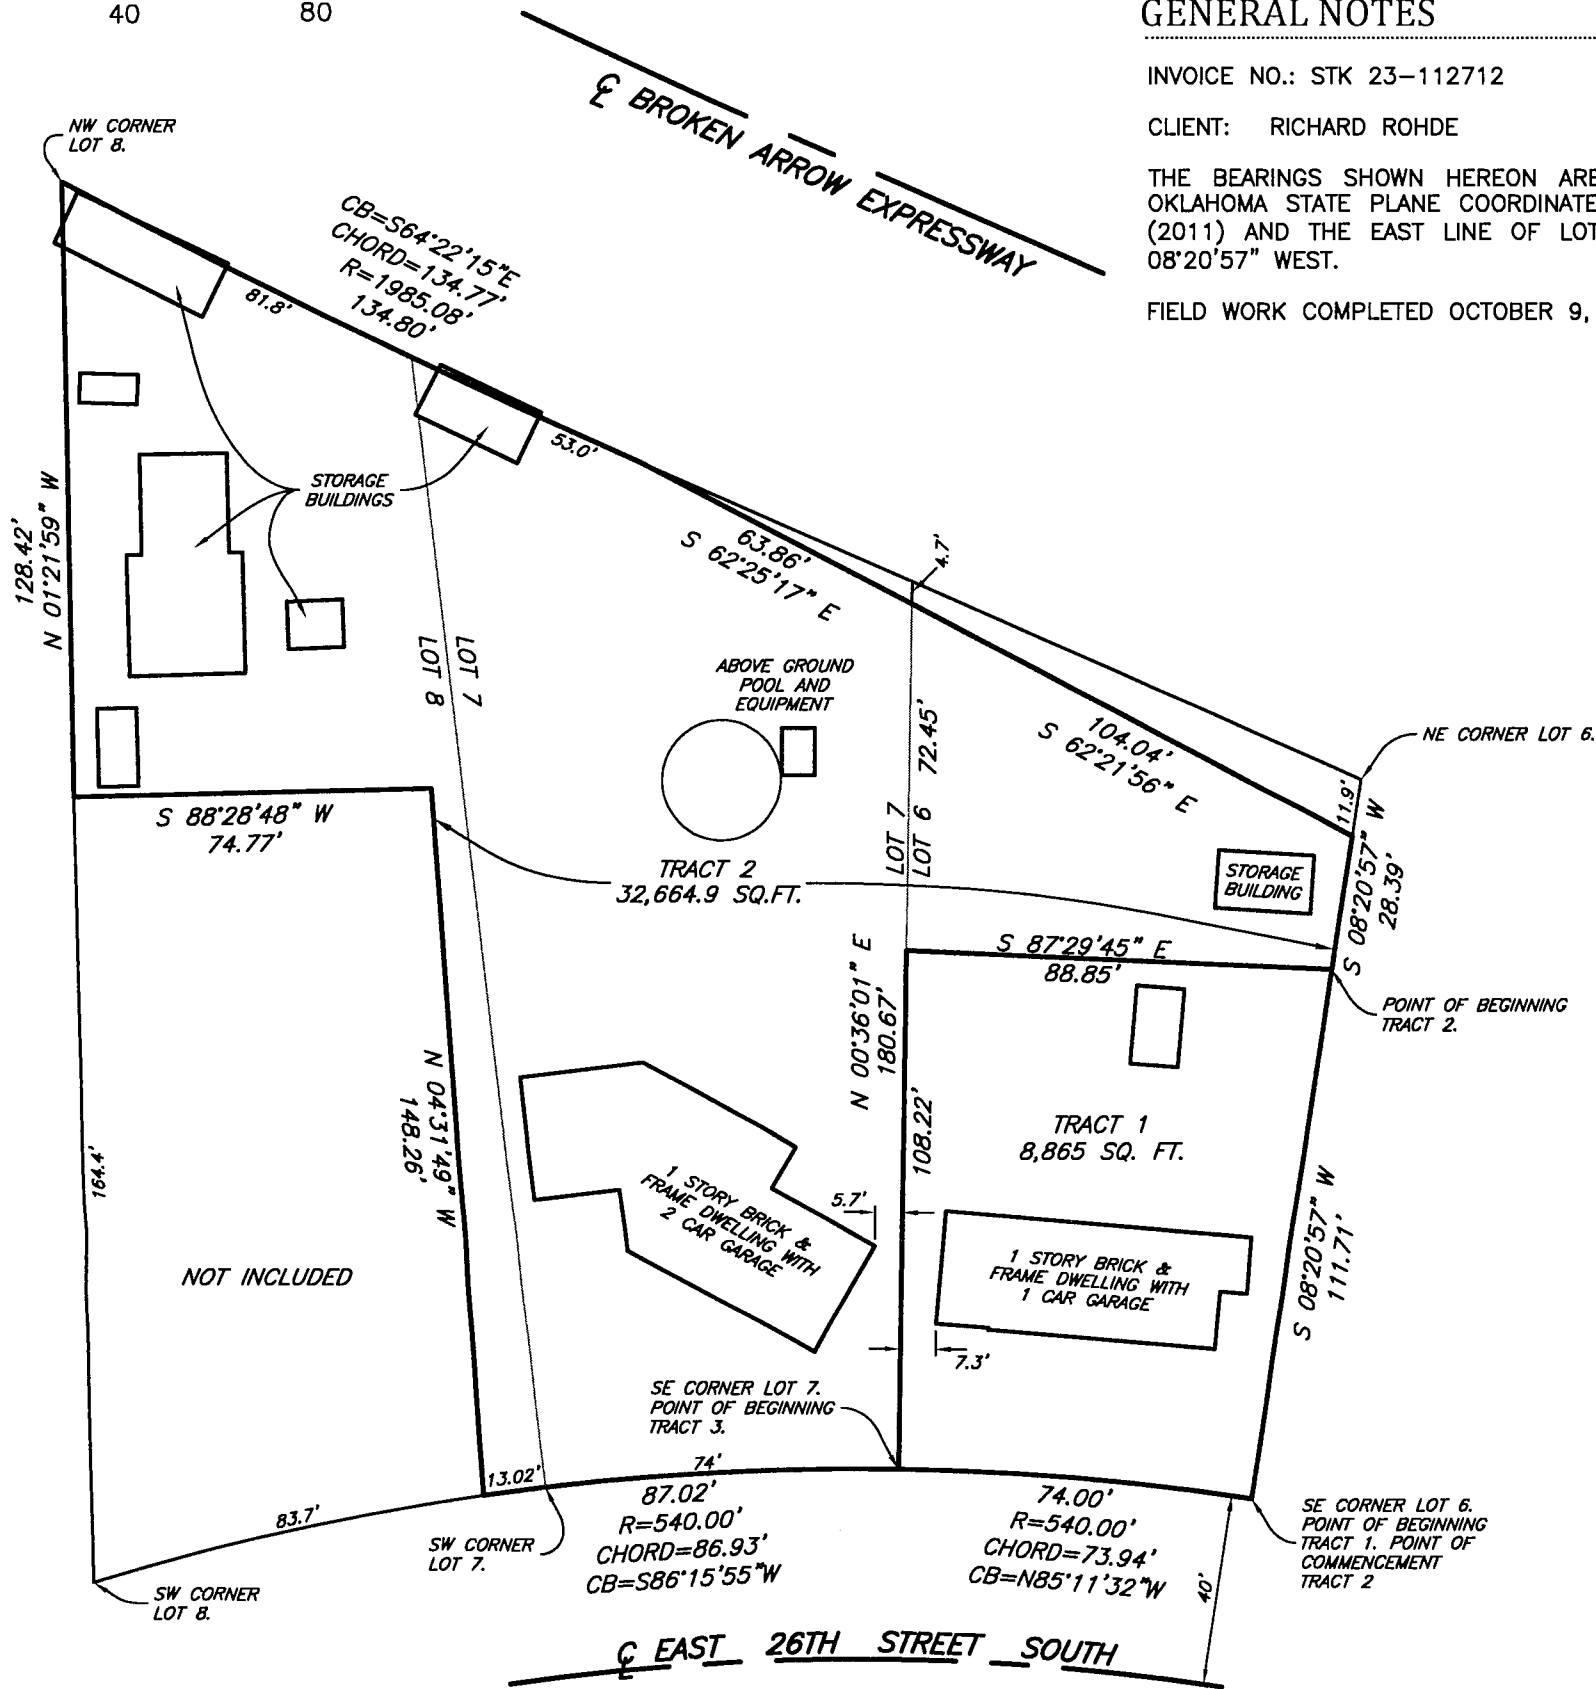 40 80
GENERAL NOTES
INVOICE NO.: STK 23-112712
CLIENT: RICHARD ROHDE
THE BEARINGS SHOWN HEREON ARE
OKLAHOMA STATE PLANE COORDINATE
(2011) AND THE EAST LINE OF LOT
08°20'57" WEST.
FIELD WORK COMPLETED OCTOBER 9,
℄ BROKEN ARROW EXPRESSWAY
NW CORNER
LOT 8.
CB=S64°22'15"E
CHORD=134.77'
R=1985.08'
134.80'
81.8'
53.0'
STORAGE
BUILDINGS
128.42'
N 01°21'59" W
63.86'
S 62°25'17" E
4.7'
LOT 7
LOT 8
ABOVE GROUND
POOL AND
EQUIPMENT
72.45'
104.04'
S 62°21'56" E
NE CORNER LOT 6.
11.9'
S 08°20'57" W
28.39'
S 88°28'48" W
74.77'
LOT 7
LOT 6
STORAGE
BUILDING
TRACT 2
32,664.9 SQ.FT.
S 87°29'45" E
88.85'
N 00°36'01" E
180.67'
POINT OF BEGINNING
TRACT 2.
N 04°31'49" W
148.26'
108.22'
TRACT 1
8,865 SQ. FT.
164.4'
1 STORY BRICK &
FRAME DWELLING WITH
2 CAR GARAGE
5.7'
S 08°20'57" W
111.71'
NOT INCLUDED
1 STORY BRICK &
FRAME DWELLING WITH
1 CAR GARAGE
7.3'
SE CORNER LOT 7.
POINT OF BEGINNING
TRACT 3.
13.02'
74'
83.7'
87.02'
R=540.00'
CHORD=86.93'
CB=S86°15'55"W
74.00'
R=540.00'
CHORD=73.94'
CB=N85°11'32"W
SW CORNER
LOT 7.
SE CORNER LOT 6.
POINT OF BEGINNING
TRACT 1. POINT OF
COMMENCEMENT
TRACT 2
40'
SW CORNER
LOT 8.
℄ EAST 26TH STREET SOUTH